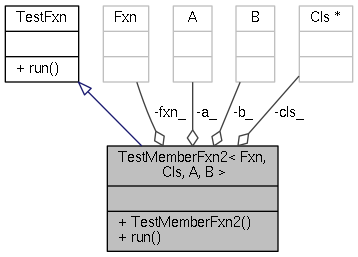 TestFxn
Fxn
A
B
Cls *
+ run()
-fxn_
-a_
-b_
-cls_
TestMemberFxn2< Fxn,
Cls, A, B >
+ TestMemberFxn2()
+ run()